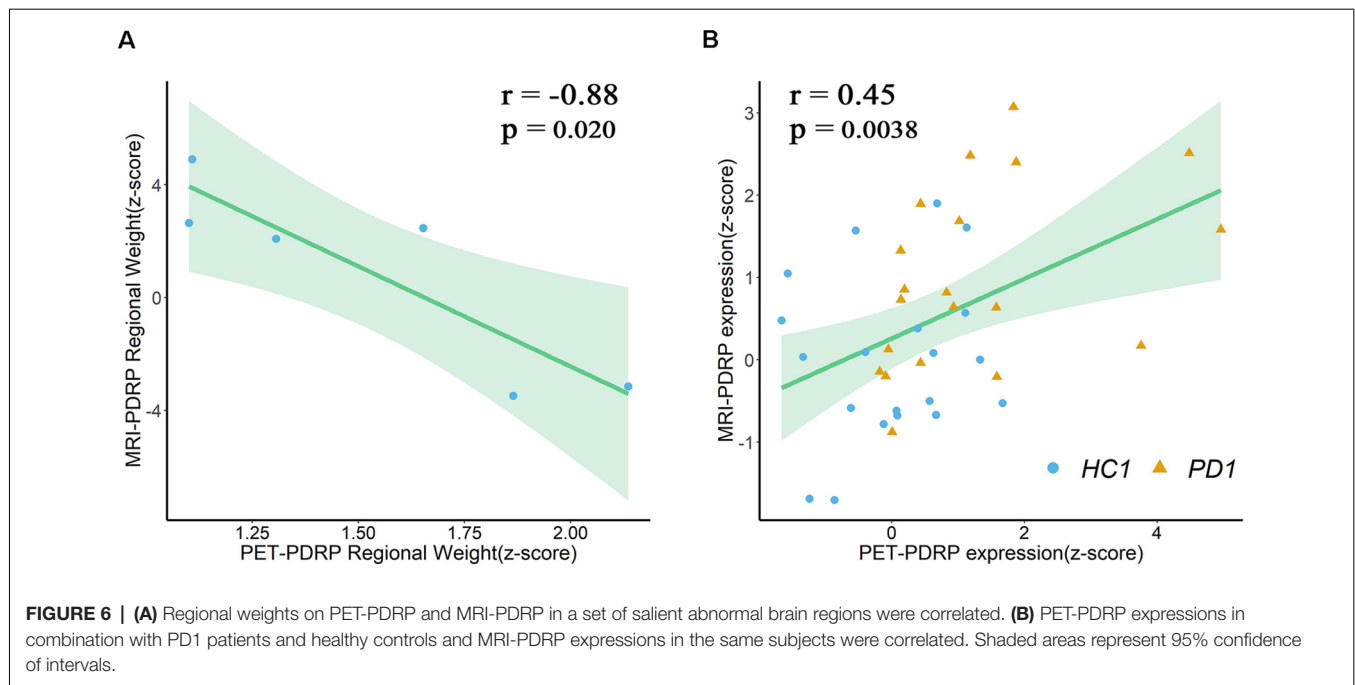 A
r = -0.88
p = 0.020
MRI-PDRP Regional Weight(z-score)
4
0
-4
1.25 1.50 1.75 2.00
PET-PDRP Regional Weight(z-score)
B
r = 0.45
p = 0.0038
MRI-PDRP expression(z-score)
3
2
1
0
-1
HC1 PD1
0 2 4
PET-PDRP expression(z-score)
FIGURE 6 | (A) Regional weights on PET-PDRP and MRI-PDRP in a set of salient abnormal brain regions were correlated. (B) PET-PDRP expressions in
combination with PD1 patients and healthy controls and MRI-PDRP expressions in the same subjects were correlated. Shaded areas represent 95% confidence
of intervals.